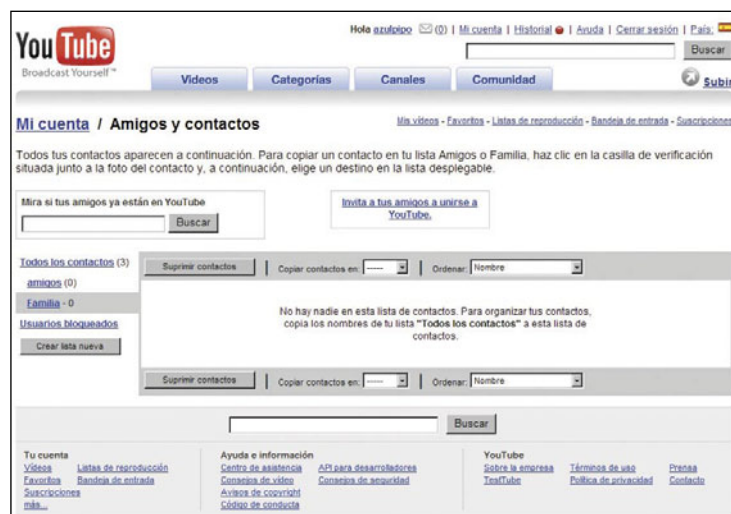 Hola azulpipo (0) | Mi cuenta | Historial | Ayuda | Cerrar sesión | País:
YouTube
Broadcast Yourself™
Buscar
Videos Categorías Canales Comunidad Subir
Mi cuenta / Amigos y contactos
Mis vídeos - Favoritos - Listas de reproducción - Bandeja de entrada - Suscripciones
Todos tus contactos aparecen a continuación. Para copiar un contacto en tu lista Amigos o Familia, haz clic en la casilla de verificación
situada junto a la foto del contacto y, a continuación, elige un destino en la lista desplegable.
Mira si tus amigos ya están en YouTube
Buscar
Invita a tus amigos a unirse a
YouTube.
Todos los contactos (3)
amigos (0)
Familia - 0
Usuarios bloqueados
Crear lista nueva
Suprimir contactos | Copiar contactos en: ----- | Ordenar: Nombre
No hay nadie en esta lista de contactos. Para organizar tus contactos,
copia los nombres de tu lista "Todos los contactos" a esta lista de
contactos.
Suprimir contactos | Copiar contactos en: ----- | Ordenar: Nombre
Buscar
Tu cuenta
Vídeos Listas de reproducción
Favoritos Bandeja de entrada
Suscripciones
más...
Ayuda e información
Centro de asistencia API para desarrolladores
Consejos de vídeo Consejos de seguridad
Avisos de copyright
Código de conducta
YouTube
Sobre la empresa Términos de uso Prensa
TestTube Política de privacidad Contacto